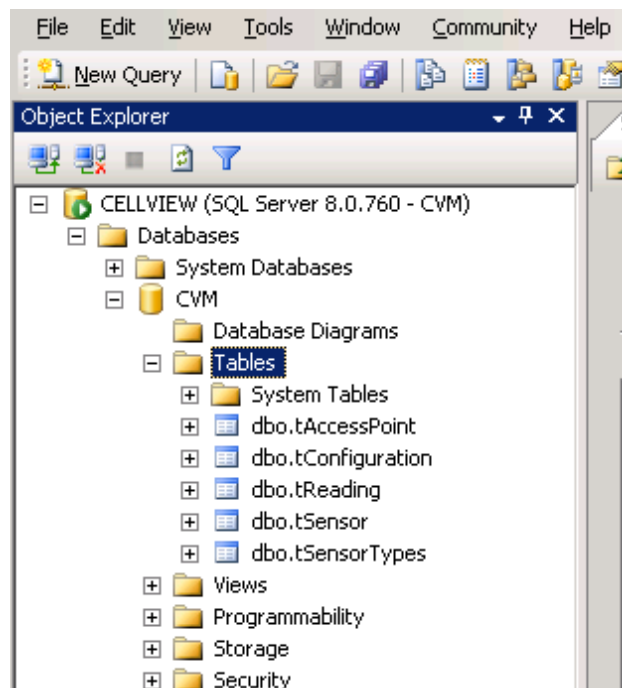 File Edit View Tools Window Community Help
New Query
Object Explorer
CELLVIEW (SQL Server 8.0.760 - CVM)
Databases
System Databases
CVM
Database Diagrams
Tables
System Tables
dbo.tAccessPoint
dbo.tConfiguration
dbo.tReading
dbo.tSensor
dbo.tSensorTypes
Views
Programmability
Storage
Security